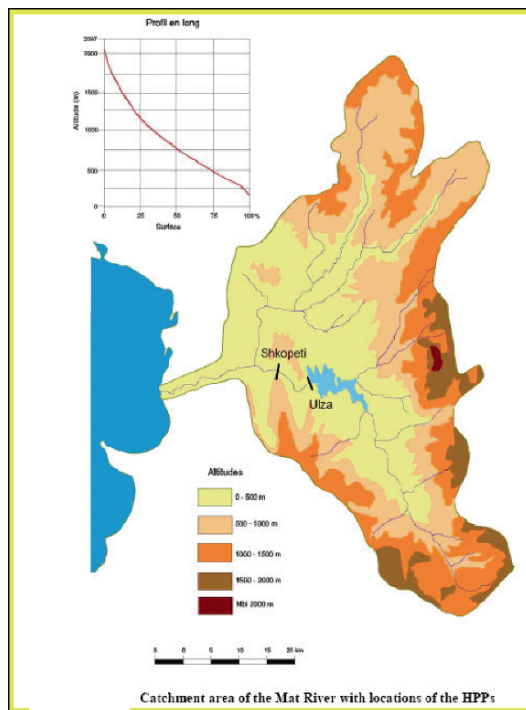 Profil en long
2397
2000
1500
1000
500
0
Altitude (m)
0 25 50 75 100%
Surface
Shkopeti
Ulza
Altitudes
0 - 500 m
500 - 1000 m
1000 - 1500 m
1500 - 2000 m
Mbi 2000 m
5 0 5 10 15 20 km
Catchment area of the Mat River with locations of the HPPs